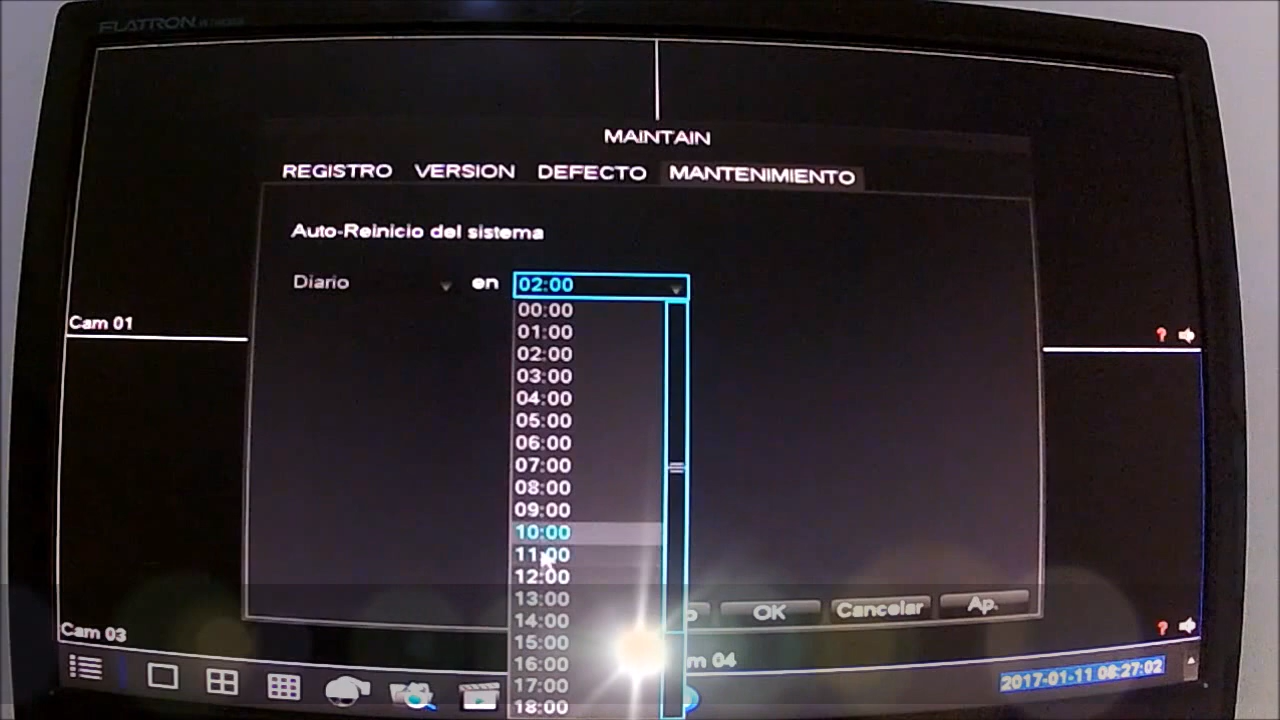 FLATRON
MAINTAIN
REGISTRO VERSION DEFECTO MANTENIMIENTO
Auto-Reinicio del sistema
Diario en 02:00
00:00
01:00
02:00
03:00
04:00
05:00
06:00
07:00
08:00
09:00
10:00
11:00
12:00
13:00
14:00
15:00
16:00
17:00
18:00
Cam 01
?
OK Cancelar Ap.
Cam 03
?
m 04
2017-01-11 08:27:02